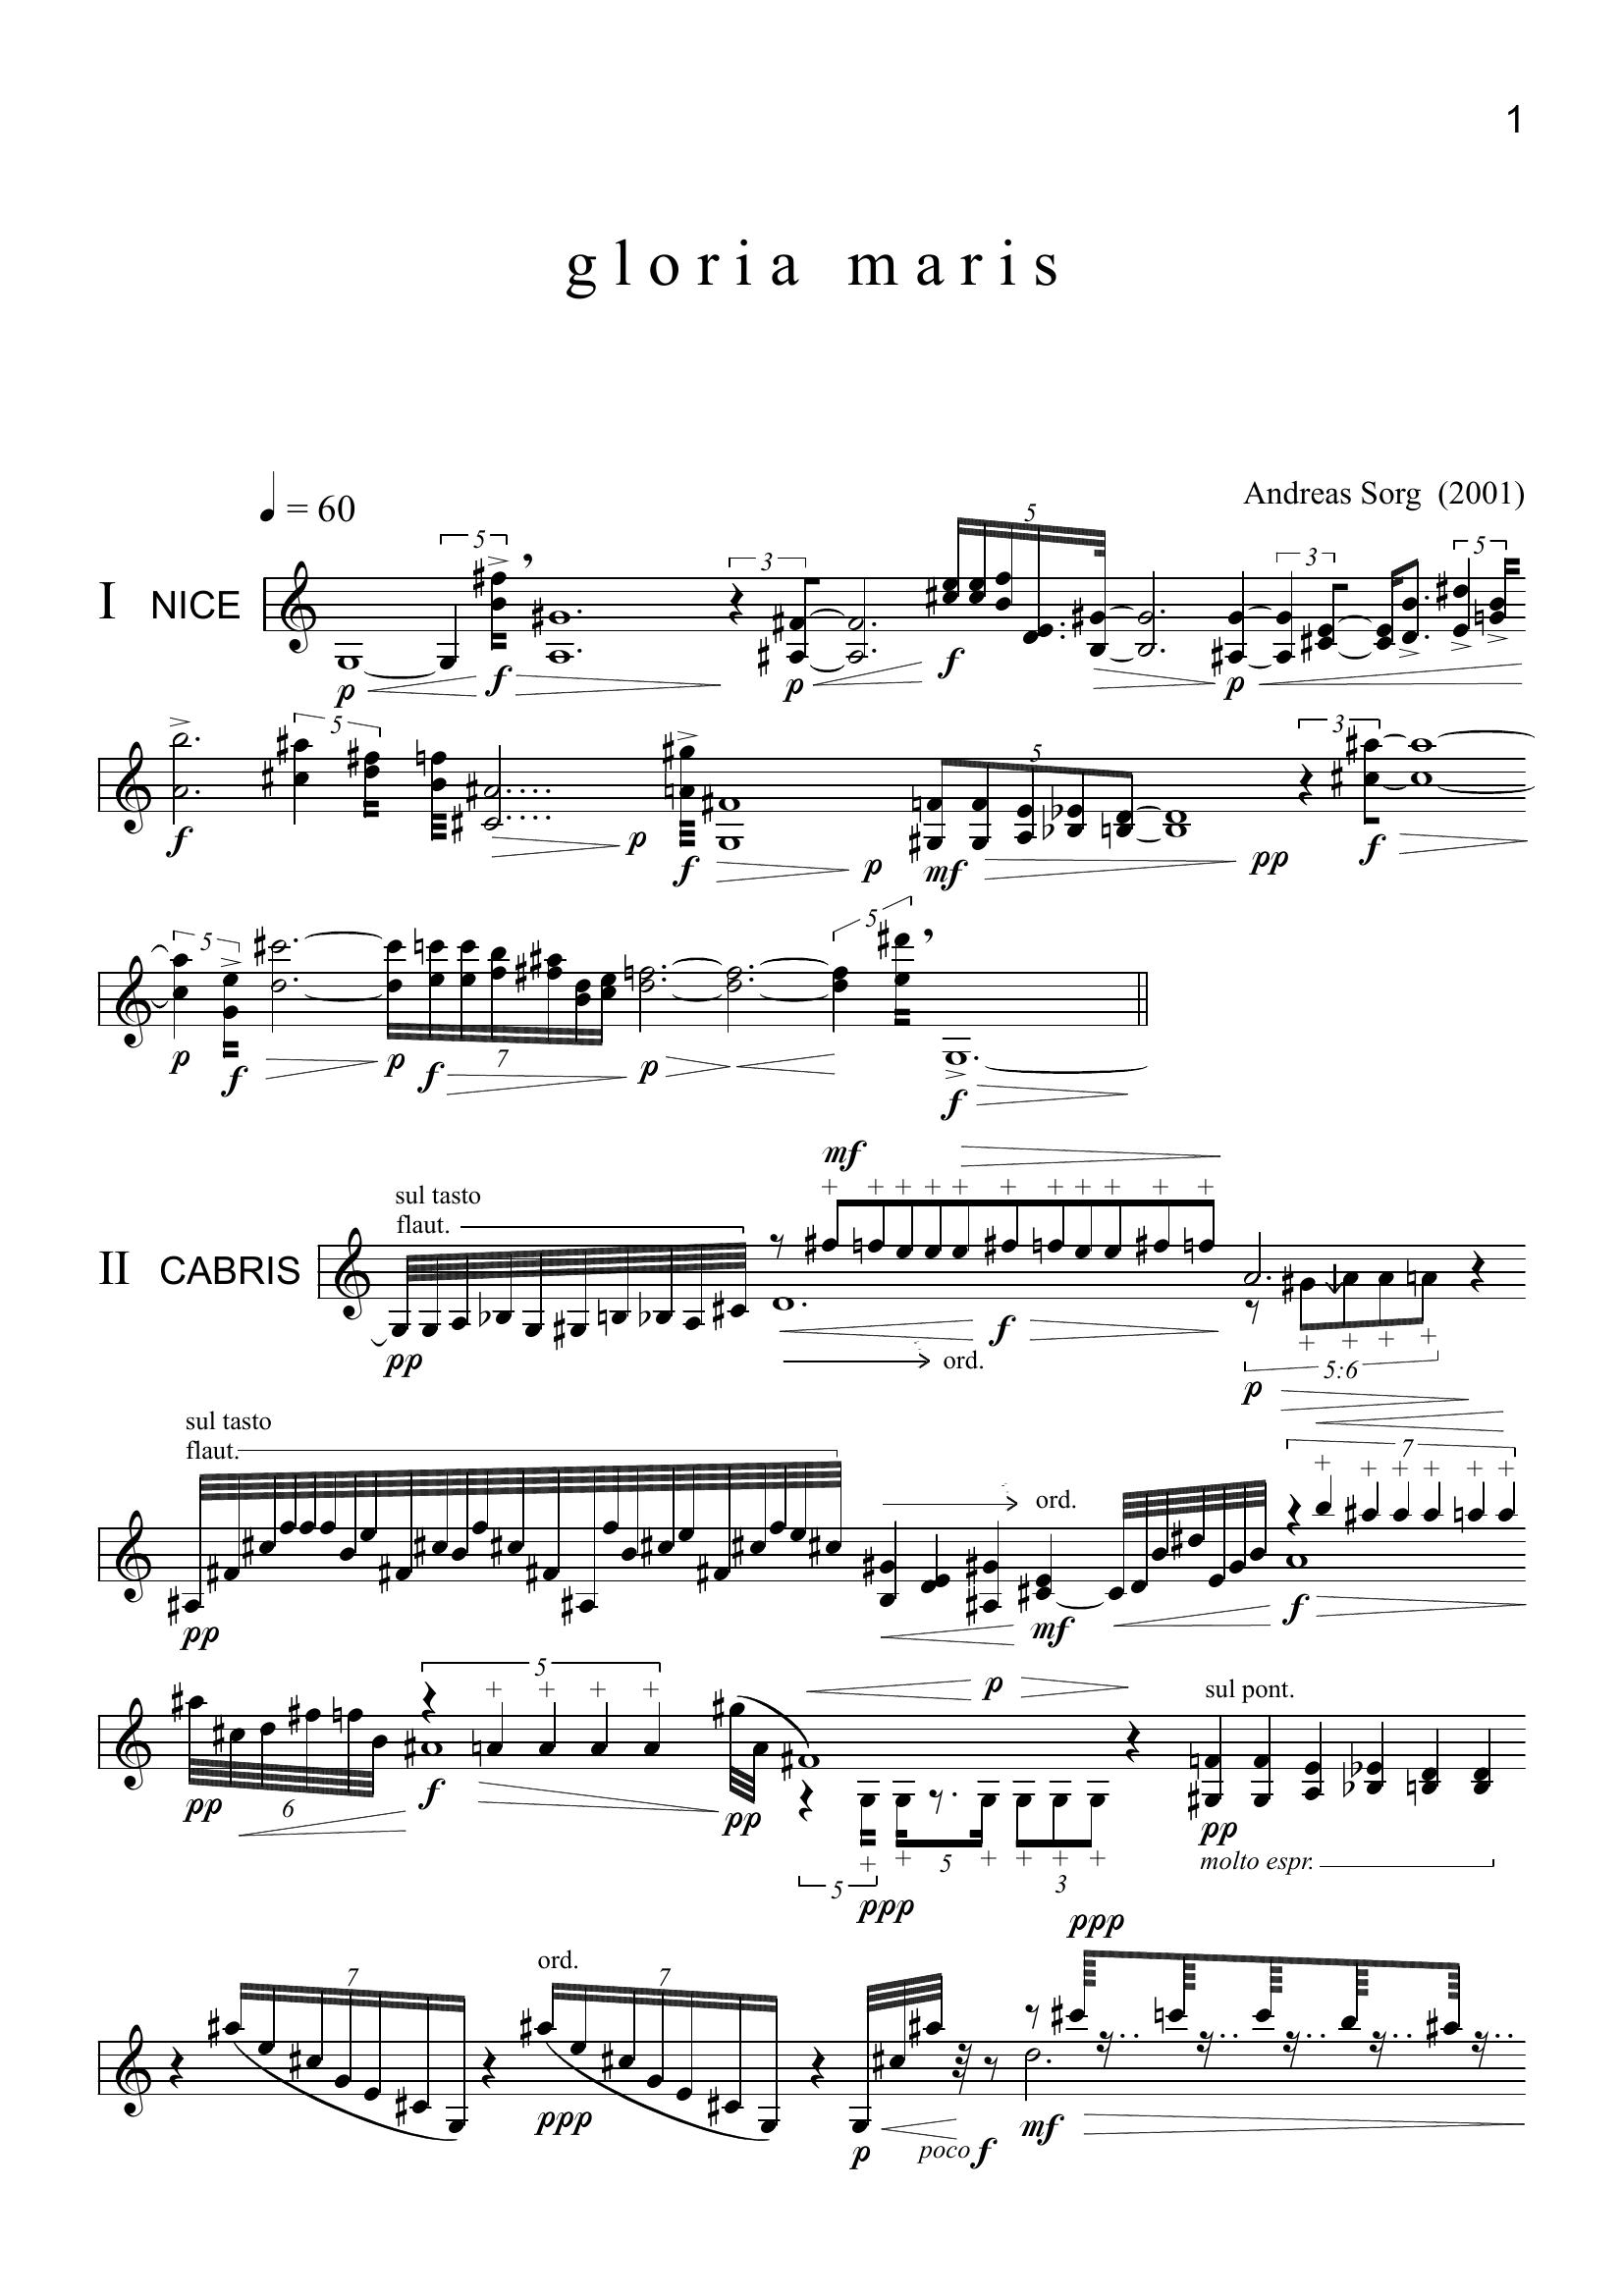 1
gloria maris
= 60
Andreas Sorg (2001)
5
3
5
3
5
I NICE
p f p f p
5 3
5
f p f p mf pp f
5
5
p f p f 7 p f
mf
sul tasto
flaut.
II CABRIS
pp f
ord.
5:6
p
sul tasto
flaut.
7
ord.
pp mf f
5
p
sul pont.
pp 6 f pp pp
5 molto espr.
5 3
ppp
ppp
ord.
7 7
ppp mf
p poco f